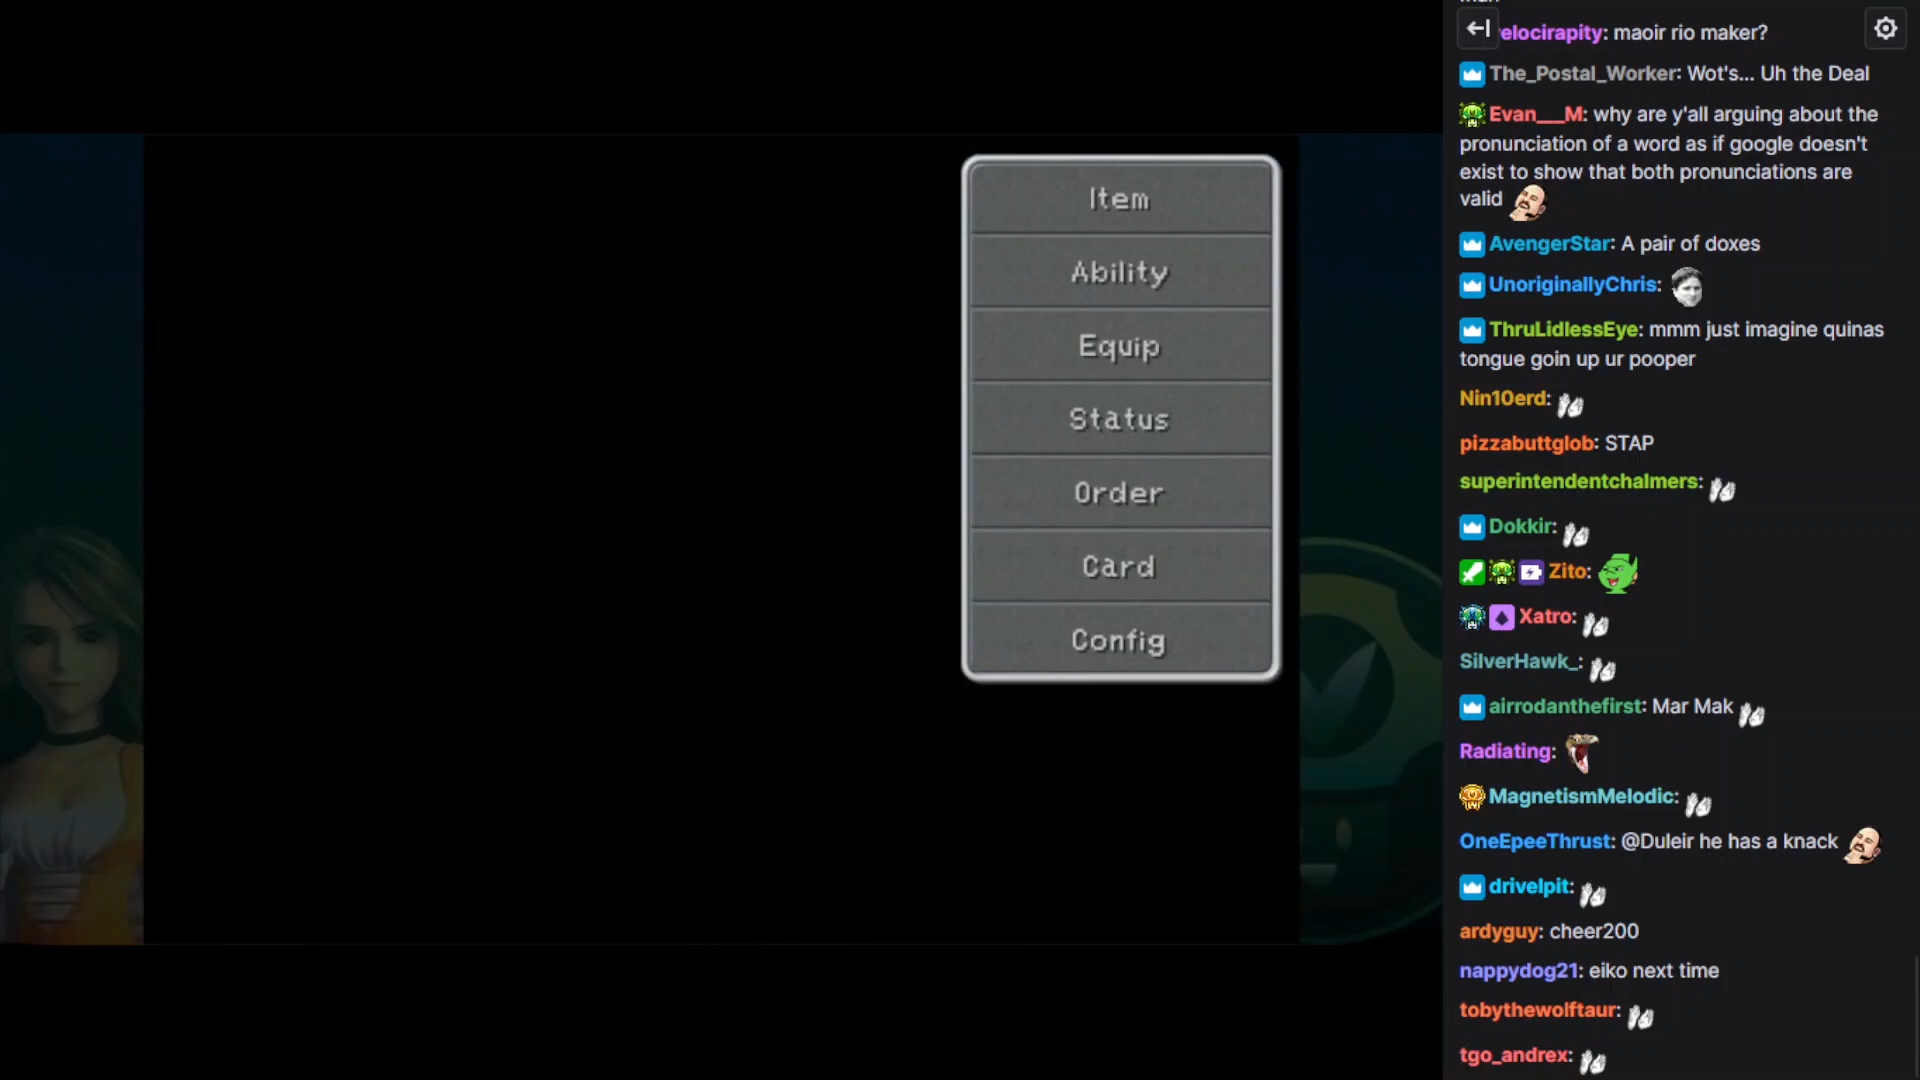 Item
Ability
Equip
Status
Order
Card
Config
elocirapity: maoir rio maker?
The_Postal_Worker: Wot's... Uh the Deal
Evan___M: why are y'all arguing about the
pronunciation of a word as if google doesn't
exist to show that both pronunciations are
valid
AvengerStar: A pair of doxes
UnoriginallyChris:
ThruLidlessEye: mmm just imagine quinas
tongue goin up ur pooper
Nin10erd:
pizzabuttglob: STAP
superintendentchalmers:
Dokkir:
Zito:
Xatro:
SilverHawk_:
airrodanthefirst: Mar Mak
Radiating:
MagnetismMelodic:
OneEpeeThrust: @Duleir he has a knack
drivelpit:
ardyguy: cheer200
nappydog21: eiko next time
tobythewolftaur:
tgo_andrex: